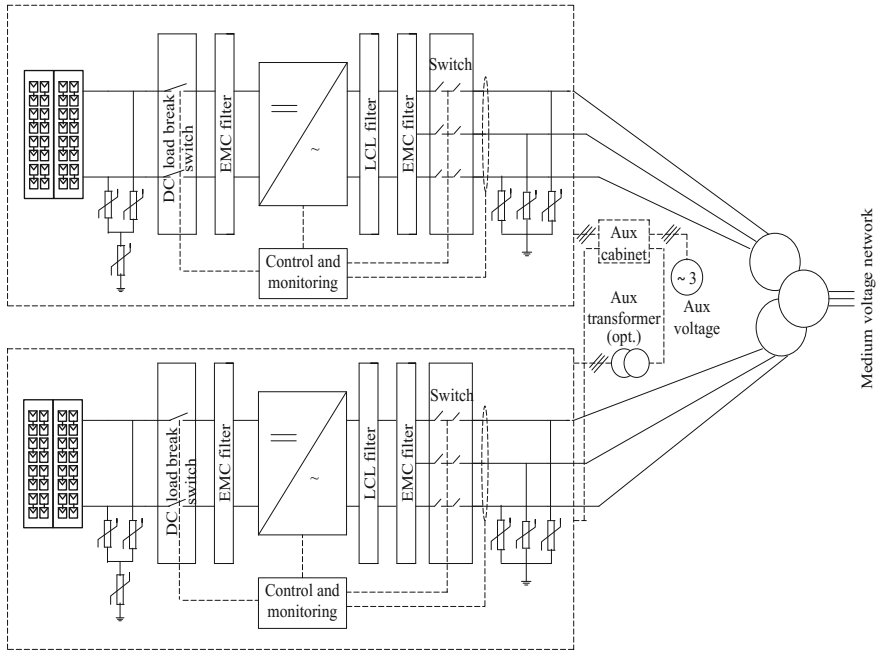 DC load break
switch
EMC filter
~
LCL filter
EMC filter
Switch
Control and
monitoring
Aux
cabinet
~ 3
Aux
voltage
Aux
transformer
(opt.)
Medium voltage network
DC load break
switch
EMC filter
~
LCL filter
EMC filter
Switch
Control and
monitoring